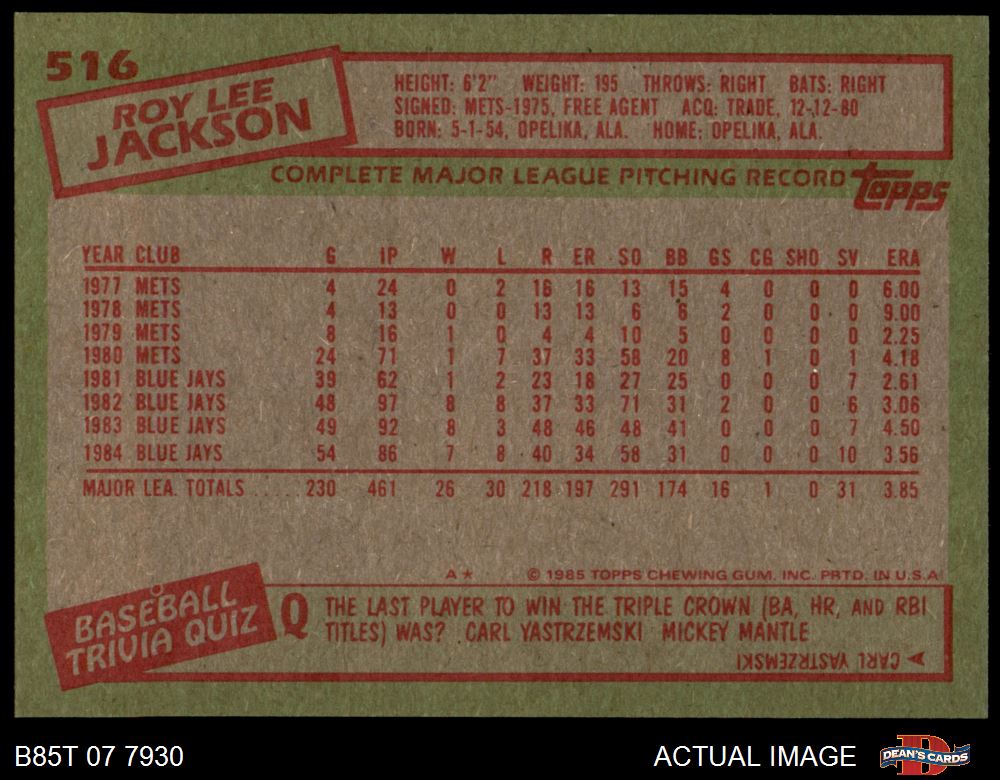 516
ROY LEE
JACKSON
HEIGHT: 6'2" WEIGHT: 195 THROWS: RIGHT BATS: RIGHT
SIGNED: METS-1975, FREE AGENT ACQ: TRADE, 12-12-80
BORN: 5-1-54, OPELIKA, ALA. HOME: OPELIKA, ALA.
COMPLETE MAJOR LEAGUE PITCHING RECORD topps
YEAR CLUB G IP W L R ER SO BB GS CG SHO SV ERA
1977 METS 4 24 0 2 16 16 13 15 4 0 0 0 6.00
1978 METS 4 13 0 0 13 13 6 6 2 0 0 0 9.00
1979 METS 8 16 1 0 4 4 10 5 0 0 0 0 2.25
1980 METS 24 71 1 7 37 33 58 20 8 1 0 1 4.18
1981 BLUE JAYS 39 62 1 2 23 18 27 25 0 0 0 7 2.61
1982 BLUE JAYS 48 97 8 8 37 33 71 31 2 0 0 6 3.06
1983 BLUE JAYS 49 92 8 3 48 46 48 41 0 0 0 7 4.50
1984 BLUE JAYS 54 86 7 8 40 34 58 31 0 0 0 10 3.56
MAJOR LEA. TOTALS ..... 230 461 26 30 218 197 291 174 16 1 0 31 3.85
A★ © 1985 TOPPS CHEWING GUM, INC. PRTD. IN U.S.A.
BASEBALL
TRIVIA QUIZ
Q THE LAST PLAYER TO WIN THE TRIPLE CROWN (BA, HR, AND RBI
TITLES) WAS? CARL YASTRZEMSKI MICKEY MANTLE
CARL YASTRZEMSKI
B85T 07 7930 ACTUAL IMAGE DEAN'S CARDS